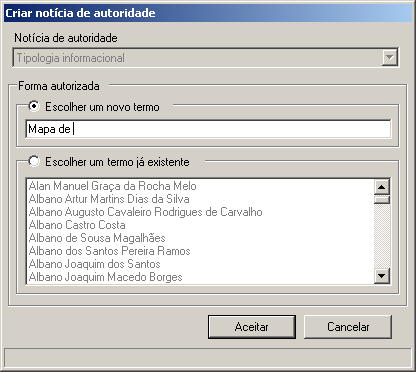 Criar notícia de autoridade
Notícia de autoridade
Tipologia informacional
Forma autorizada
Escolher um novo termo
Mapa de
Escolher um termo já existente
Alan Manuel Graça da Rocha Melo
Albano Artur Martins Dias da Silva
Albano Augusto Cavaleiro Rodrigues de Carvalho
Albano Castro Costa
Albano de Sousa Magalhães
Albano dos Santos Pereira Ramos
Albano Joaquim dos Santos
Albano Joaquim Macedo Borges
Aceitar Cancelar